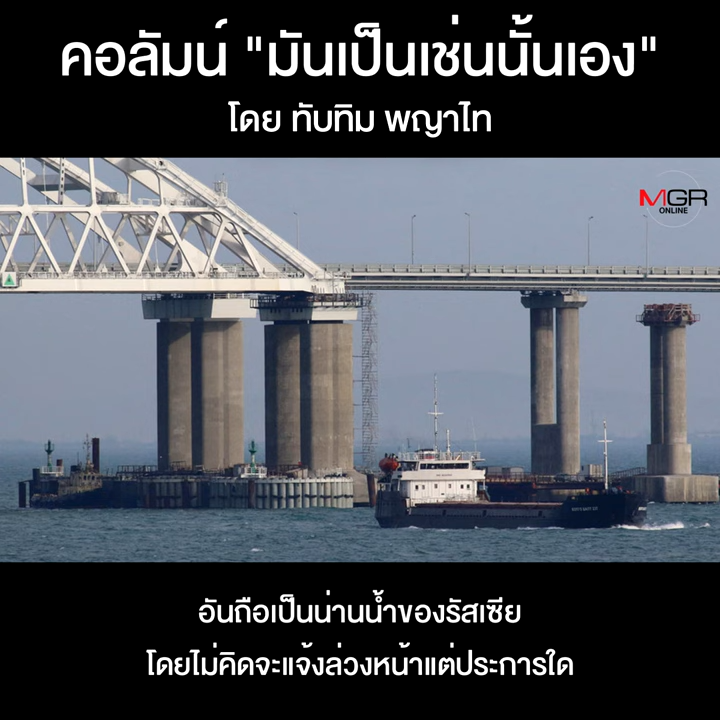 คอลัมน์ "มันเป็นเช่นนั้นเอง"
โดย ทับทิม พญาไท
MGR
ONLINE
อันถือเป็นน่านน้ำของรัสเซีย
โดยไม่คิดจะแจ้งล่วงหน้าแต่ประการใด